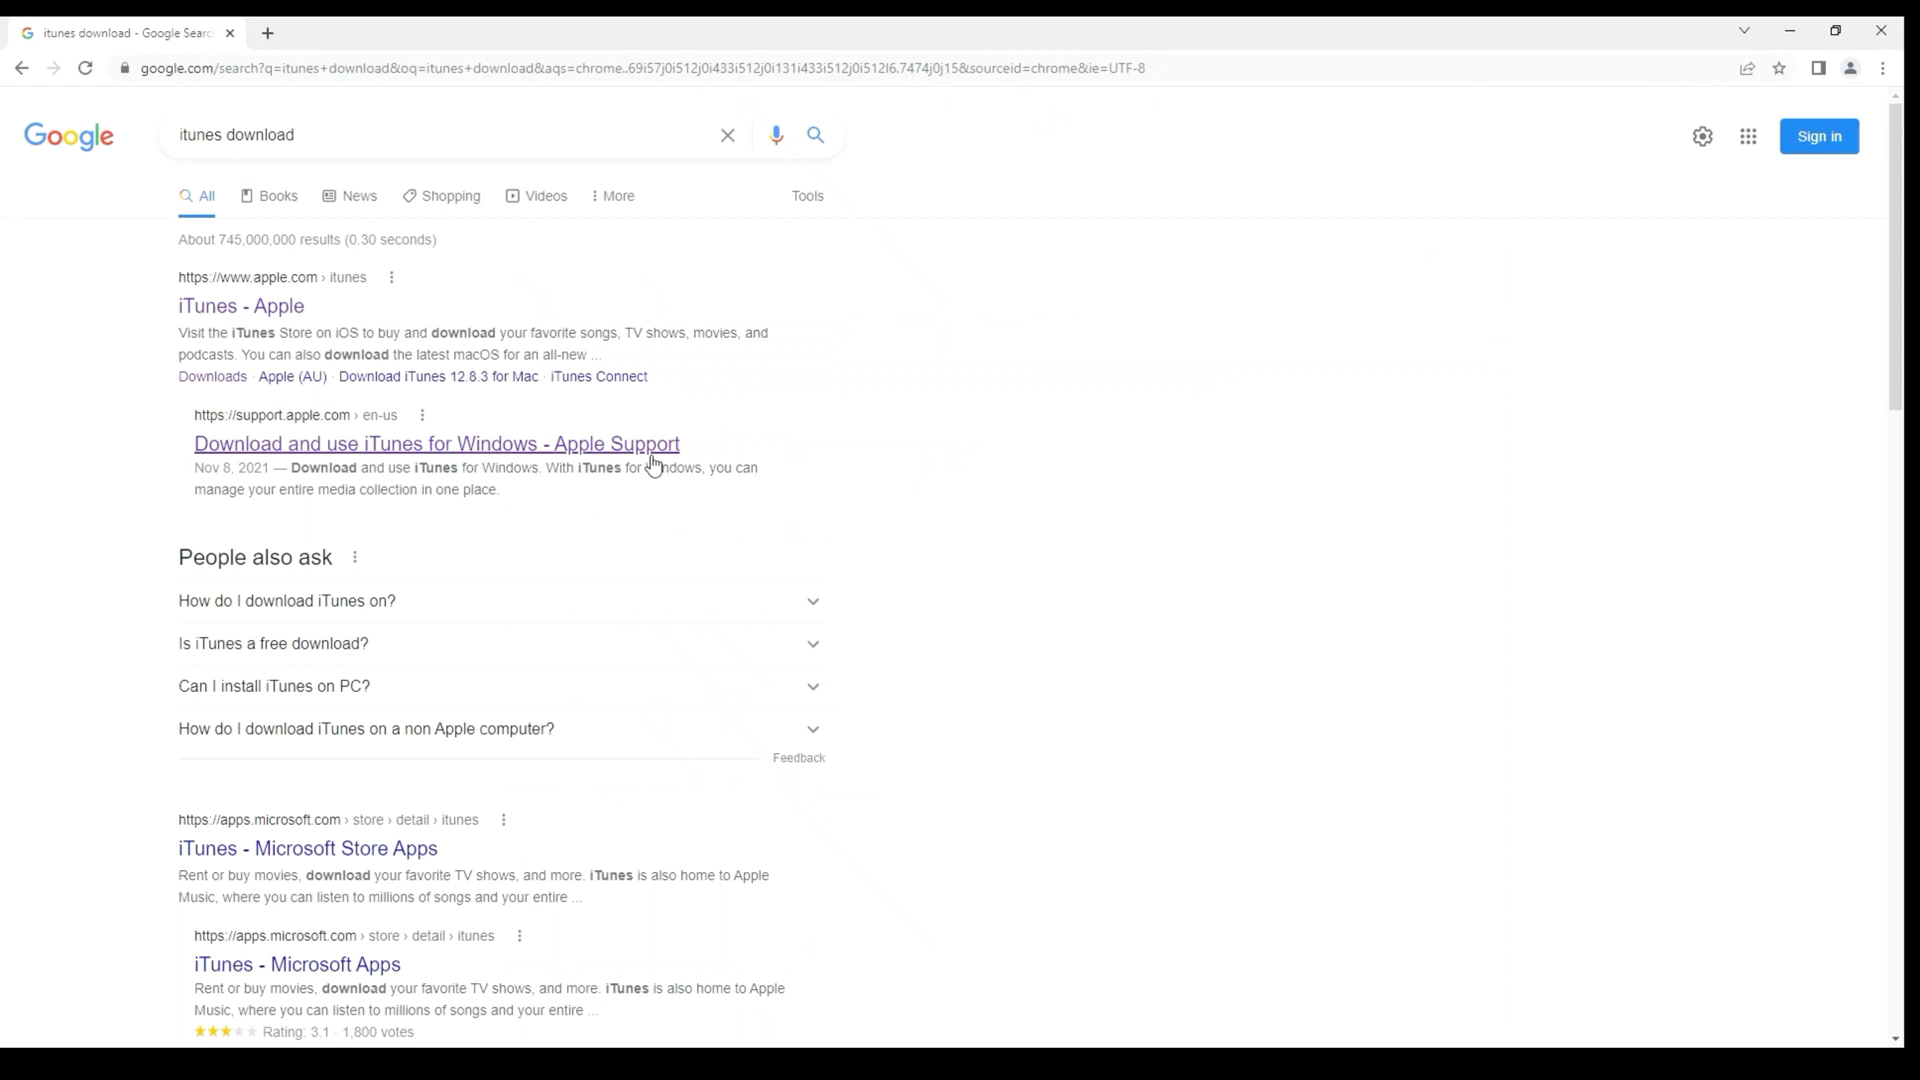 itunes download - Google Searc
google.com/search?q=itunes+download&oq=itunes+download&aqs=chrome..69i57j0i512j0i433i512j0i131i433i512j0i512l6.7474j0j15&sourceid=chrome&ie=UTF-8
Google
itunes download
Sign in
All
Books
News
Shopping
Videos
More
Tools
About 745,000,000 results (0.30 seconds)
https://www.apple.com › itunes
iTunes - Apple
Visit the iTunes Store on iOS to buy and download your favorite songs, TV shows, movies, and
podcasts. You can also download the latest macOS for an all-new ...
Downloads · Apple (AU) · Download iTunes 12.8.3 for Mac · iTunes Connect
https://support.apple.com › en-us
Download and use iTunes for Windows - Apple Support
Nov 8, 2021 — Download and use iTunes for Windows. With iTunes for Windows, you can
manage your entire media collection in one place.
People also ask
How do I download iTunes on?
Is iTunes a free download?
Can I install iTunes on PC?
How do I download iTunes on a non Apple computer?
Feedback
https://apps.microsoft.com › store › detail › itunes
iTunes - Microsoft Store Apps
Rent or buy movies, download your favorite TV shows, and more. iTunes is also home to Apple
Music, where you can listen to millions of songs and your entire ...
https://apps.microsoft.com › store › detail › itunes
iTunes - Microsoft Apps
Rent or buy movies, download your favorite TV shows, and more. iTunes is also home to Apple
Music, where you can listen to millions of songs and your entire ...
Rating: 3.1 · 1,800 votes